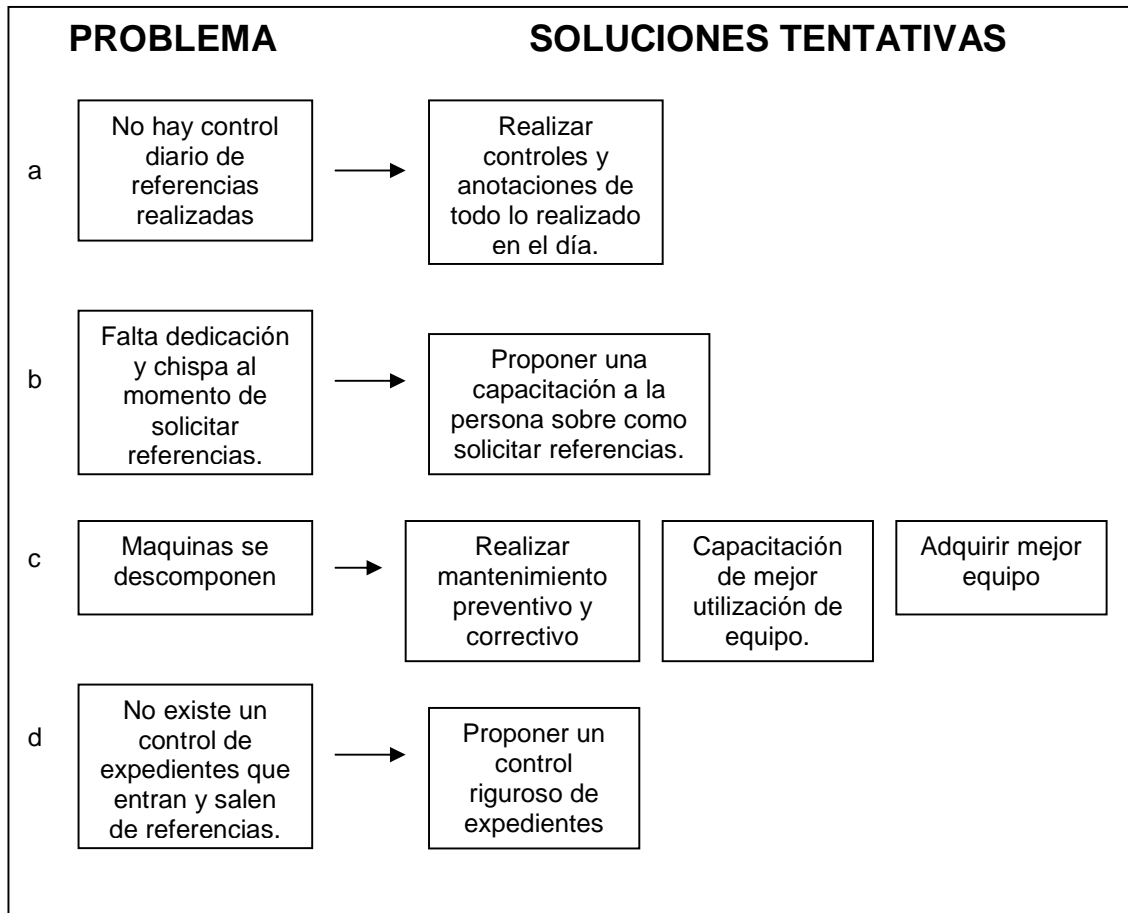 PROBLEMA
SOLUCIONES TENTATIVAS
a
No hay control
diario de
referencias
realizadas
Realizar
controles y
anotaciones de
todo lo realizado
en el día.
b
Falta dedicación
y chispa al
momento de
solicitar
referencias.
Proponer una
capacitación a la
persona sobre como
solicitar referencias.
c
Maquinas se
descomponen
Realizar
mantenimiento
preventivo y
correctivo
Capacitación
de mejor
utilización de
equipo.
Adquirir mejor
equipo
d
No existe un
control de
expedientes que
entran y salen
de referencias.
Proponer un
control
riguroso de
expedientes